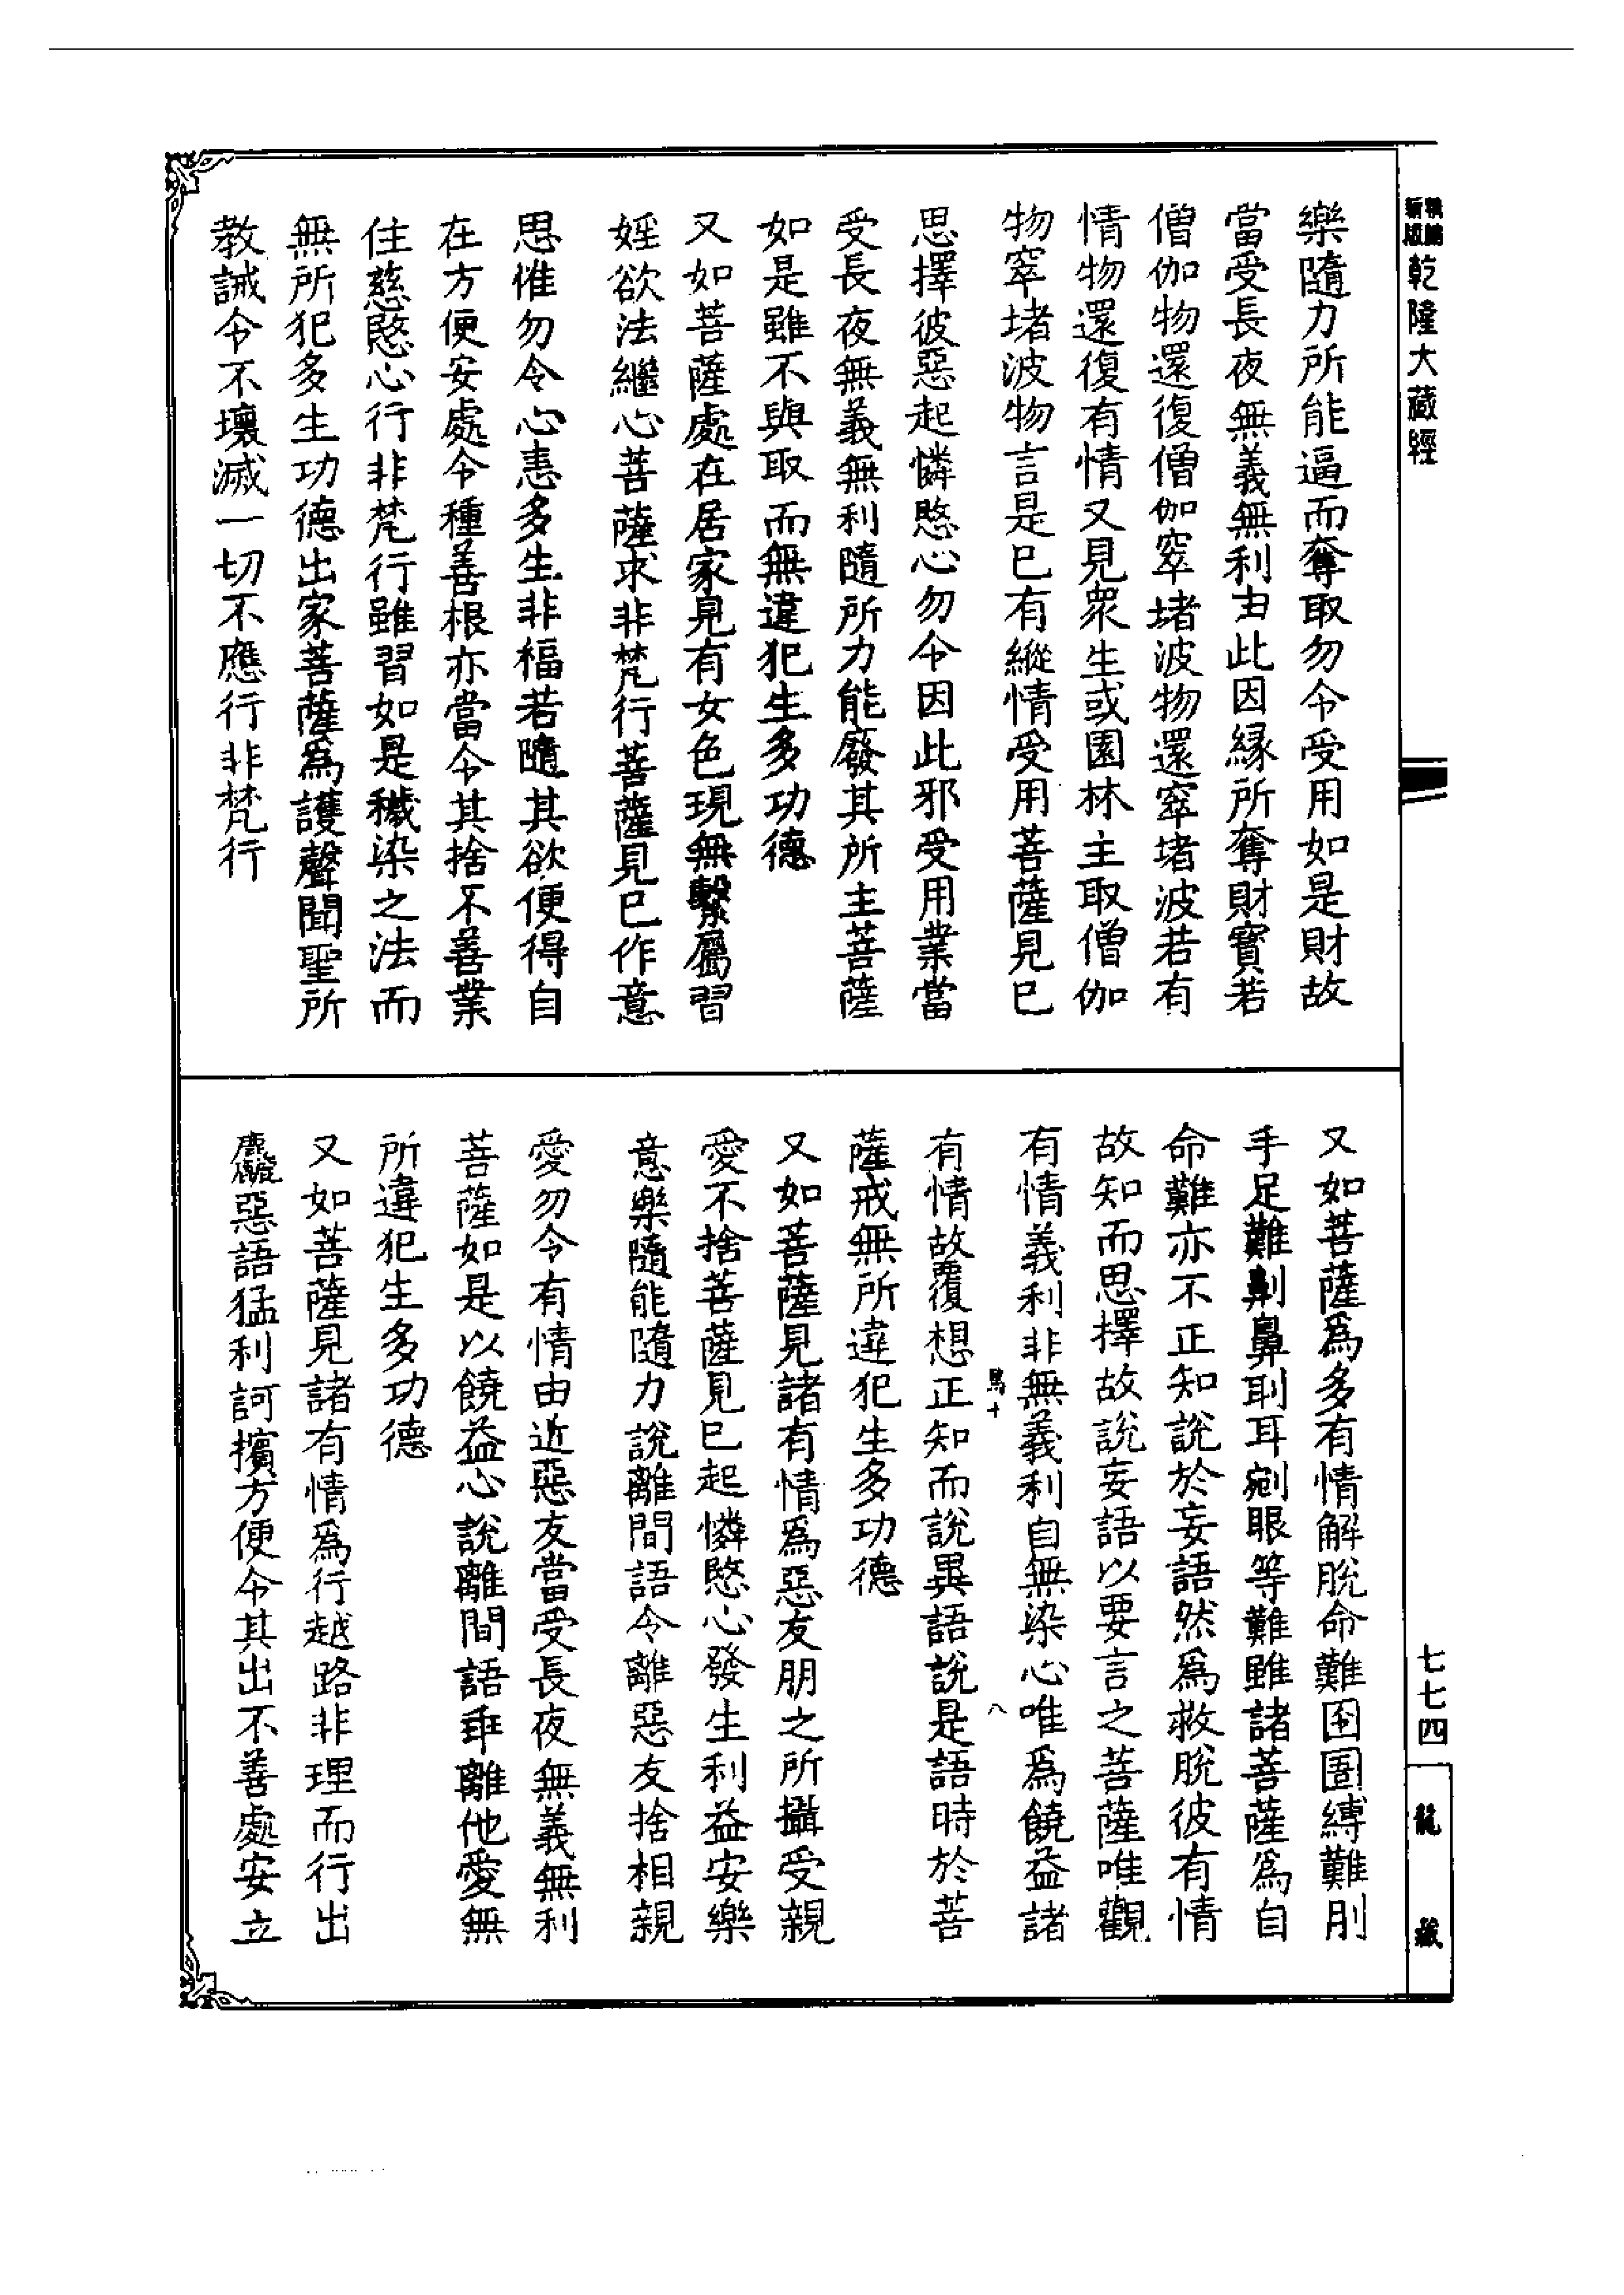 新編
新版
乾隆大藏經
樂隨力所能逼而奪取勿令受用如是財故
當受長夜無義無利由此因緣所奪財寶若
僧伽物還復僧伽窣堵波物還窣堵波若有
情物還復有情又見衆生或園林主取僧伽
物窣堵波物言是已有縱情受用菩薩見已
思擇彼惡起憐愍心勿令因此邪受用業當
受長夜無義無利隨所力能廢其所主菩薩
如是雖不與取而無違犯生多功德
又如菩薩處在居家見有女色現無繫屬習
婬欲法繼心菩薩求非梵行菩薩見已作意
思惟勿令心恚多生非福若隨其欲便得自
在方便安處令種善根亦當令其捨不善業
住慈愍心行非梵行雖習如是穢染之法而
無所犯多生功德出家菩薩爲護聲聞聖所
教誡令不壞滅一切不應行非梵行
又如菩薩爲多有情解脫命難囹圄縛難刖
手足難劓鼻刵耳剜眼等難雖諸菩薩爲自
命難亦不正知說於妄語然爲救脫彼有情
故知而思擇故說妄語以要言之菩薩唯觀
有情義利非無義利自無染心唯爲饒益諸
八
有情故覆想正知而說異語說是語時於菩
薩戒無所違犯生多功德
又如菩薩見諸有情爲惡友朋之所攝受親
愛不捨菩薩見已起憐愍心發生利益安樂
意樂隨能隨力說離間語令離惡友捨相親
愛勿令有情由近惡友當受長夜無義無利
菩薩如是以饒益心說離間語乖離他愛無
所違犯生多功德
又如菩薩見諸有情爲行越路非理而行出
麤惡語猛利訶擯方便令其出不善處安立
七七四
龍藏